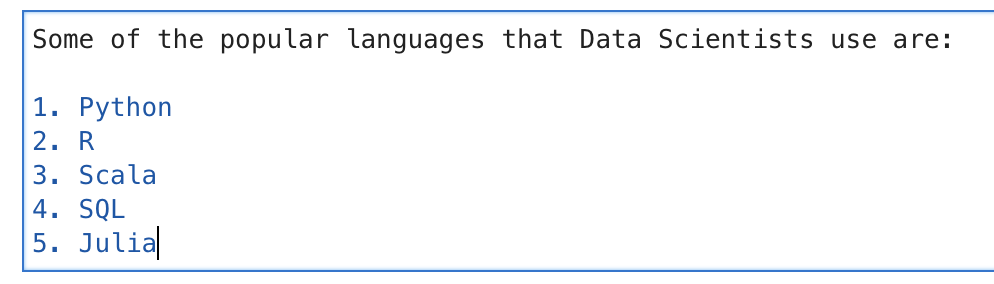 Some of the popular languages that Data Scientists use are:
1. Python
2. R
3. Scala
4. SQL
5. Julia